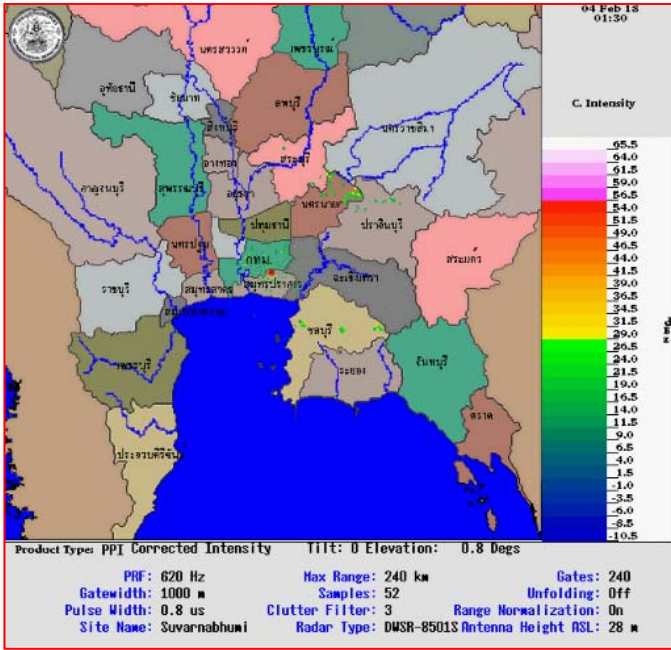 04 Feb 18
01:30
C. Intensity
นครสวรรค์
เพชรบูรณ์
อุทัยธานี
ชัยนาท
ลพบุรี
สิงห์บุรี
นครราชสีมา
อ่างทอง
สระบุรี
กาญจนบุรี
สุพรรณบุรี
อยุธยา
นครนายก
ปราจีนบุรี
ปทุมธานี
นครปฐม
กทม.
สระแก้ว
ฉะเชิงเทรา
ราชบุรี
สมุทรสาคร
สมุทรปราการ
ชลบุรี
เพชรบุรี
ระยอง
จันทบุรี
ตราด
ประจวบคีรีขันธ์
65.5
64.0
61.5
59.0
56.5
54.0
51.5
49.0
46.5
44.0
41.5
39.0
36.5
34.0
31.5
29.0
26.5
24.0
21.5
19.0
16.5
14.0
11.5
9.0
6.5
4.0
1.5
-1.0
-3.5
-6.0
-8.5
-10.5
Product Type: PPI Corrected Intensity Tilt: 0 Elevation: 0.8 Degs
PRF: 620 Hz Max Range: 240 km Gates: 240
Gatewidth: 1000 m Samples: 52 Unfolding: Off
Pulse Width: 0.8 us Clutter Filter: 3 Range Normalization: On
Site Name: Suvarnabhumi Radar Type: DWSR-8501S Antenna Height ASL: 28 m